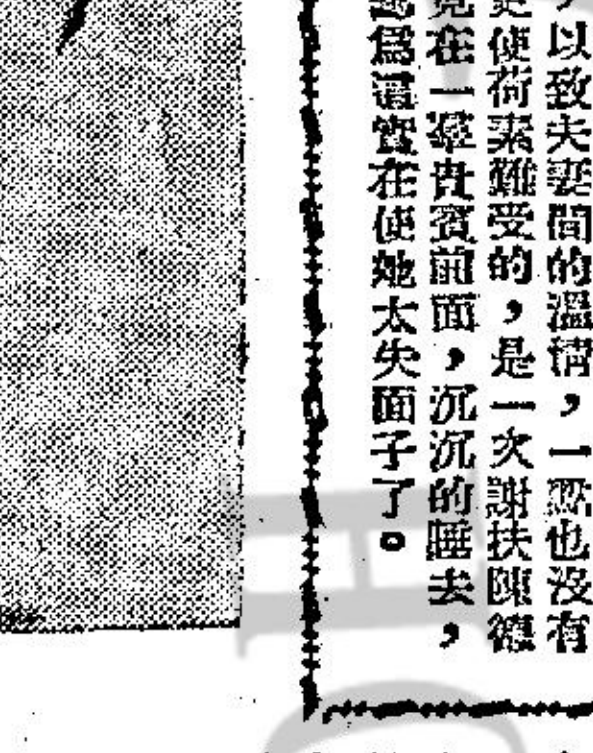 ，以致夫妻間的溫情，一點也沒有
更使荷素難受的，是一次謝扶陳德
竟在一羣貴賓前面，沉沉的睡去，
爲這實在使她太失面子了。